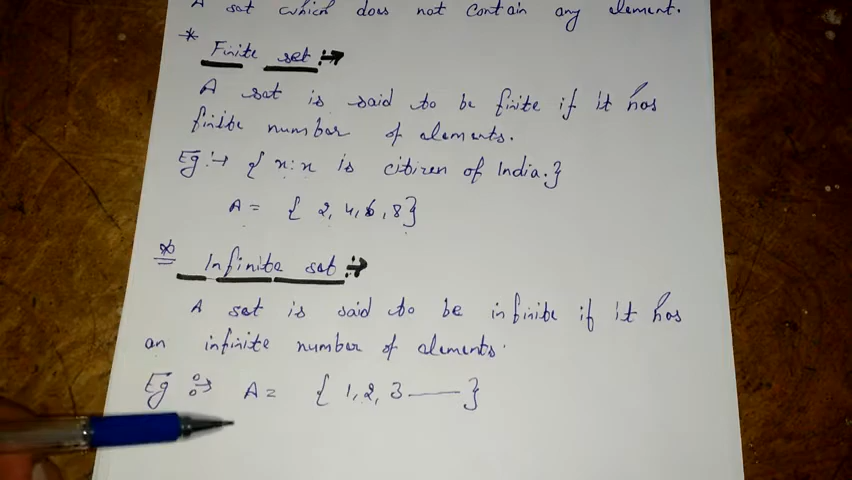 A set which does not contain any element.
* Finite set :→
A set is said to be finite if it has
finite number of elements.
Eg :→ { x : x is citizen of India. }
A = { 2, 4, 6, 8 }
* Infinite set :→
A set is said to be infinite if it has
an infinite number of elements.
Eg :→ A = { 1, 2, 3 —— }